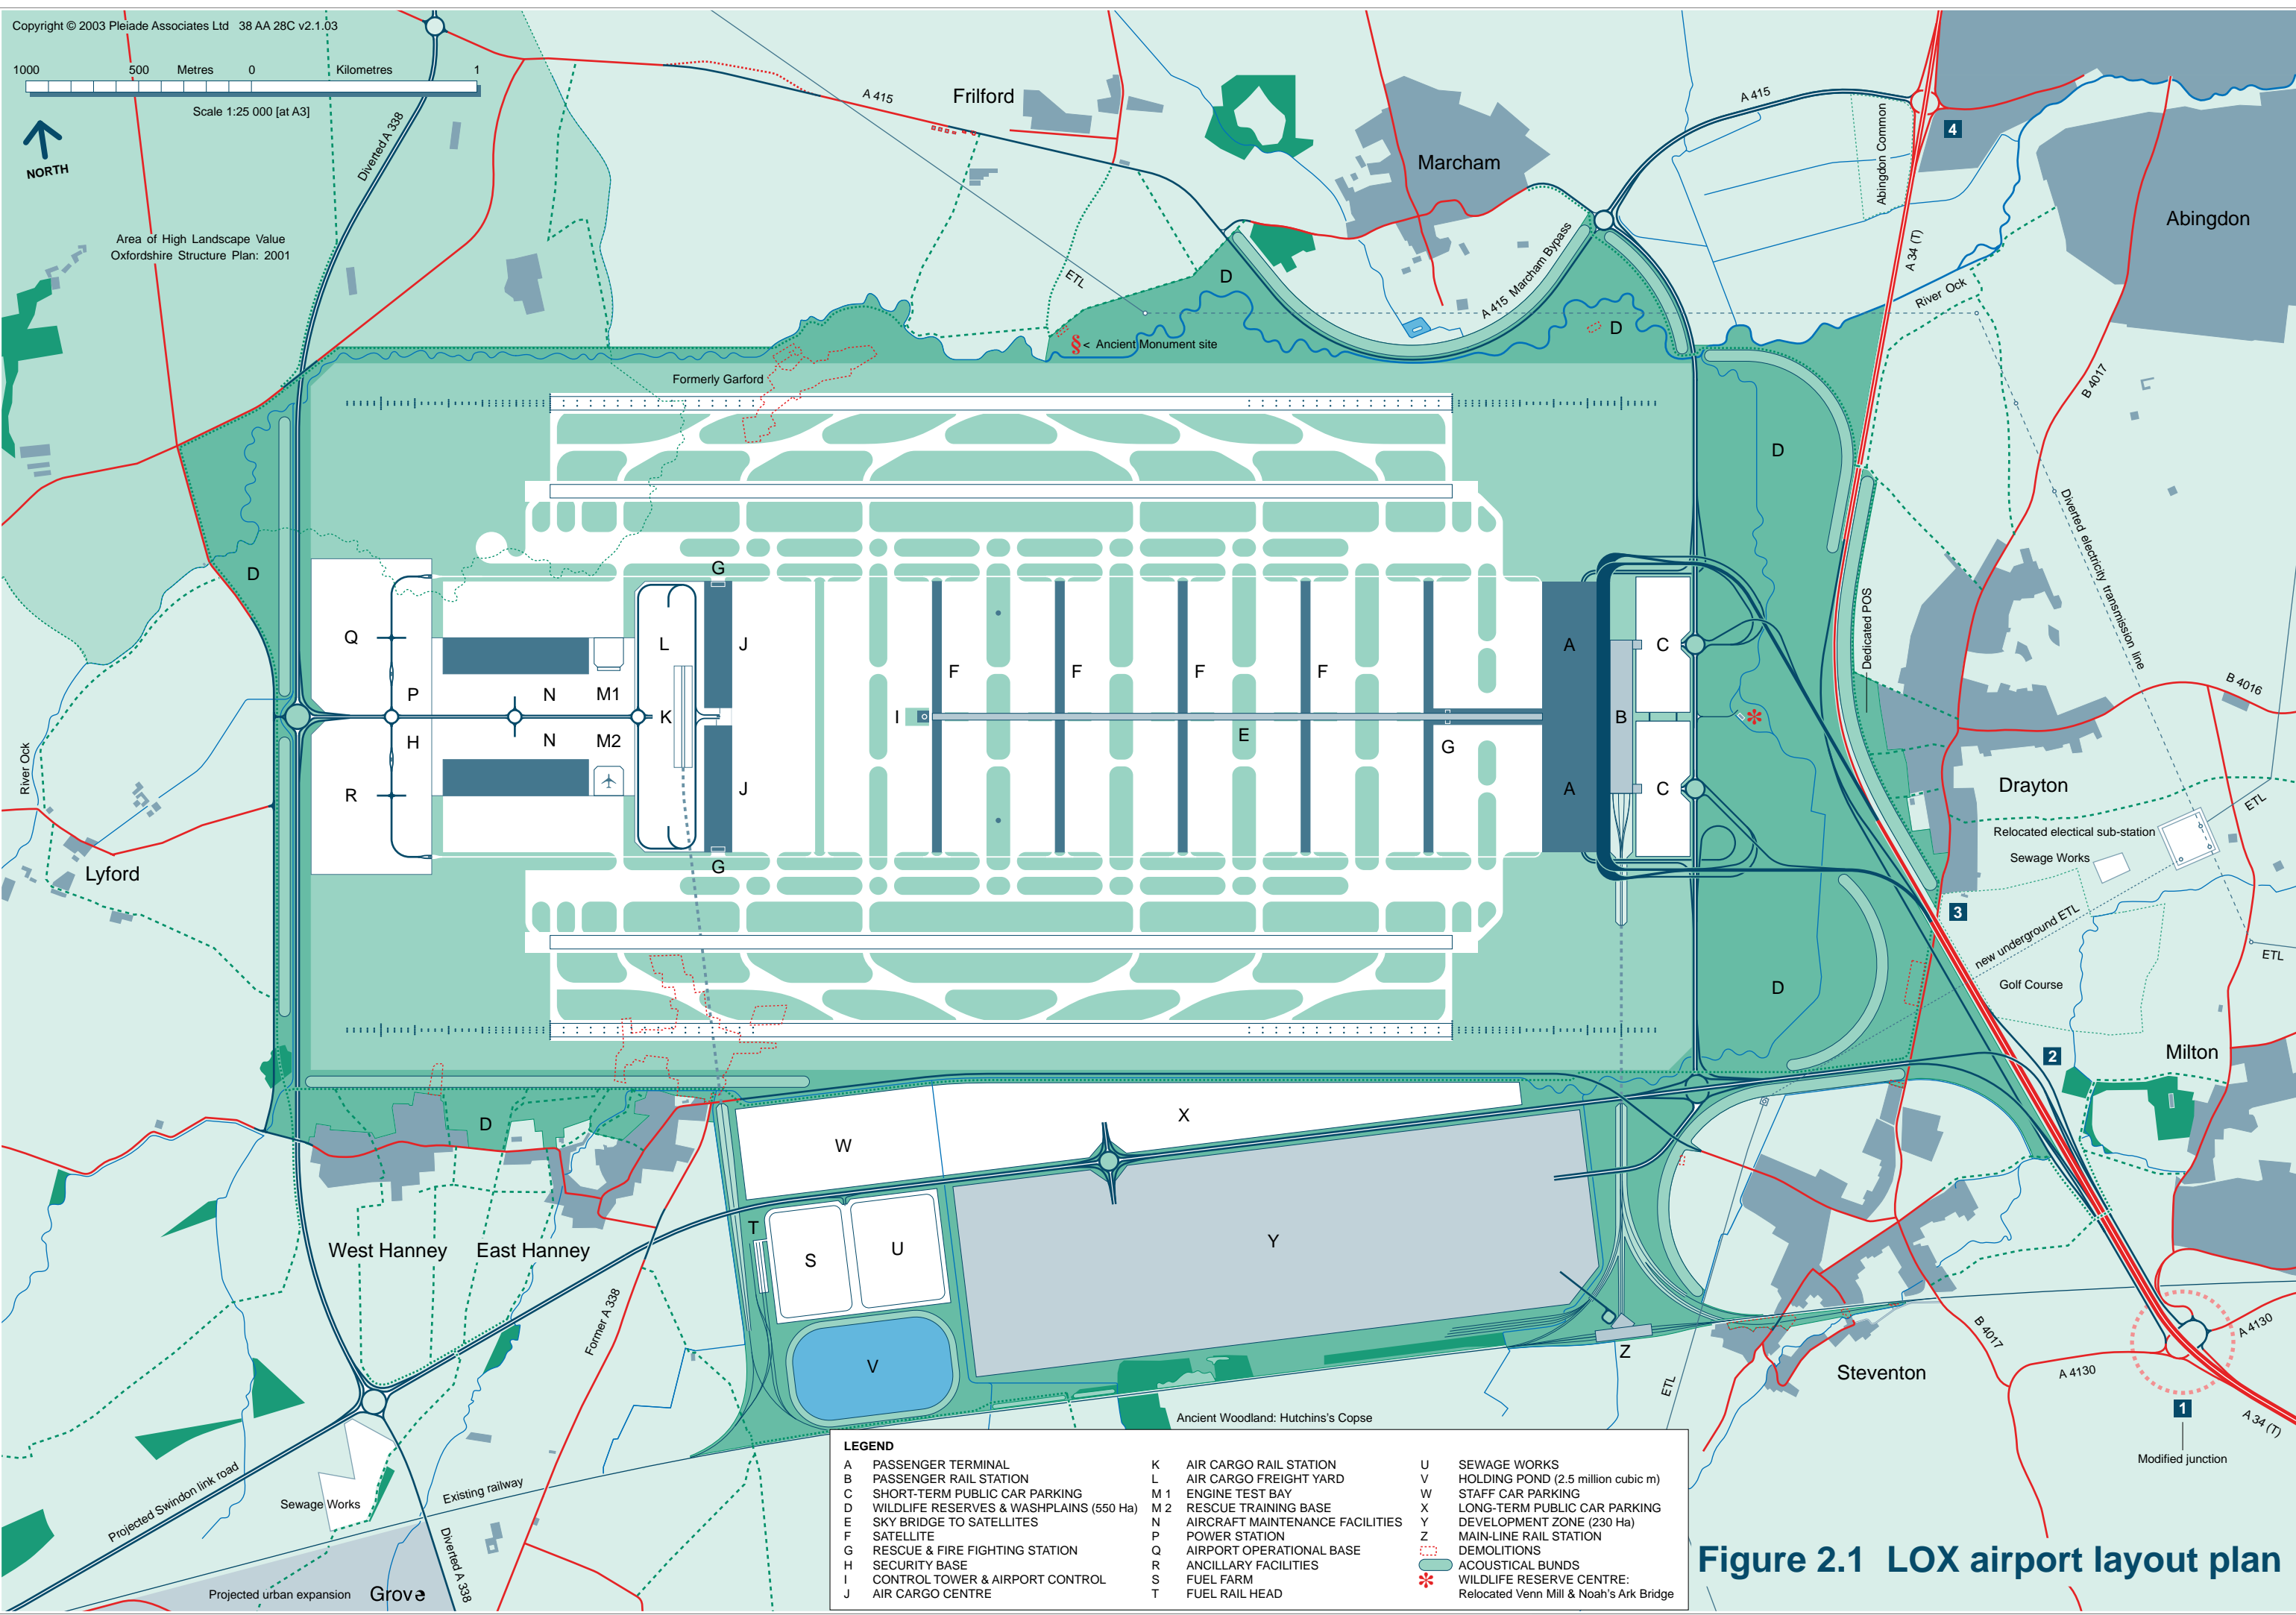 Copyright © 2003 Pleiade Associates Ltd   38 AA 28C v2.1.03
1000 500 Metres 0 Kilometres 1
Scale 1:25 000 [at A3]
NORTH
Diverted A 338
Area of High Landscape Value
Oxfordshire Structure Plan: 2001
A 415
Frilford
Marcham
A 415
Abingdon Common
4
Abingdon
A 34 (T)
River Ock
ETL
D
A 415 Marcham Bypass
D
§< Ancient Monument site
Formerly Garford
B 4017
D
Diverted electricity transmission line
D
G
Q
L
J
F
F
F
F
A
C
Dedicated POS
P
N
M1
B 4016
I
K
B
H
N
M2
E
G
River Ock
R
J
A
C
Drayton
ETL
Relocated electical sub-station
Sewage Works
Lyford
G
3
new underground ETL
ETL
D
Golf Course
2
Milton
D
X
W
West Hanney
East Hanney
T
S
U
Y
Former A 338
V
Z
Steventon
B 4017
A 4130
A 4130
ETL
1
A 34 (T)
Modified junction
Ancient Woodland: Hutchins's Copse
Projected Swindon link road
Sewage Works
Existing railway
Diverted A 338
Projected urban expansion
Grove
LEGEND
A PASSENGER TERMINAL
B PASSENGER RAIL STATION
C SHORT-TERM PUBLIC CAR PARKING
D WILDLIFE RESERVES & WASHPLAINS (550 Ha)
E SKY BRIDGE TO SATELLITES
F SATELLITE
G RESCUE & FIRE FIGHTING STATION
H SECURITY BASE
I CONTROL TOWER & AIRPORT CONTROL
J AIR CARGO CENTRE
K AIR CARGO RAIL STATION
L AIR CARGO FREIGHT YARD
M 1 ENGINE TEST BAY
M 2 RESCUE TRAINING BASE
N AIRCRAFT MAINTENANCE FACILITIES
P POWER STATION
Q AIRPORT OPERATIONAL BASE
R ANCILLARY FACILITIES
S FUEL FARM
T FUEL RAIL HEAD
U SEWAGE WORKS
V HOLDING POND (2.5 million cubic m)
W STAFF CAR PARKING
X LONG-TERM PUBLIC CAR PARKING
Y DEVELOPMENT ZONE (230 Ha)
Z MAIN-LINE RAIL STATION
DEMOLITIONS
ACOUSTICAL BUNDS
WILDLIFE RESERVE CENTRE:
Relocated Venn Mill & Noah's Ark Bridge
Figure 2.1 LOX airport layout plan